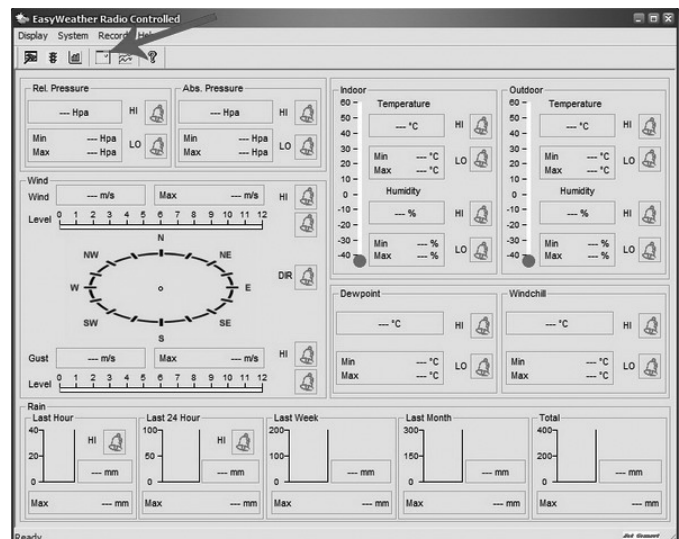 EasyWeather Radio Controlled
Display System Record Help
Rel. Pressure
--- Hpa
HI
Min --- Hpa
Max --- Hpa
LO
Abs. Pressure
--- Hpa
HI
Min --- Hpa
Max --- Hpa
LO
Wind
Wind --- m/s Max --- m/s HI
Level 0 1 2 3 4 5 6 7 8 9 10 11 12
N
NW NE
W E DIR
SW SE
S
Gust --- m/s Max --- m/s HI
Level 0 1 2 3 4 5 6 7 8 9 10 11 12
Indoor
60
50
40
30
20
10
0
-10
-20
-30
-40
Temperature
--- °C HI
Min --- °C
Max --- °C
LO
Humidity
--- % HI
Min --- %
Max --- %
LO
Outdoor
60
50
40
30
20
10
0
-10
-20
-30
-40
Temperature
--- °C HI
Min --- °C
Max --- °C
LO
Humidity
--- % HI
Min --- %
Max --- %
LO
Dewpoint
--- °C HI
Min --- °C
Max --- °C
LO
Windchill
--- °C HI
Min --- °C
Max --- °C
LO
Rain
Last Hour
40
20
0
HI
--- mm
Max --- mm
Last 24 Hour
100
50
0
HI
--- mm
Max --- mm
Last Week
200
100
0
--- mm
Max --- mm
Last Month
300
150
0
--- mm
Max --- mm
Total
400
200
0
--- mm
Max --- mm
Ready